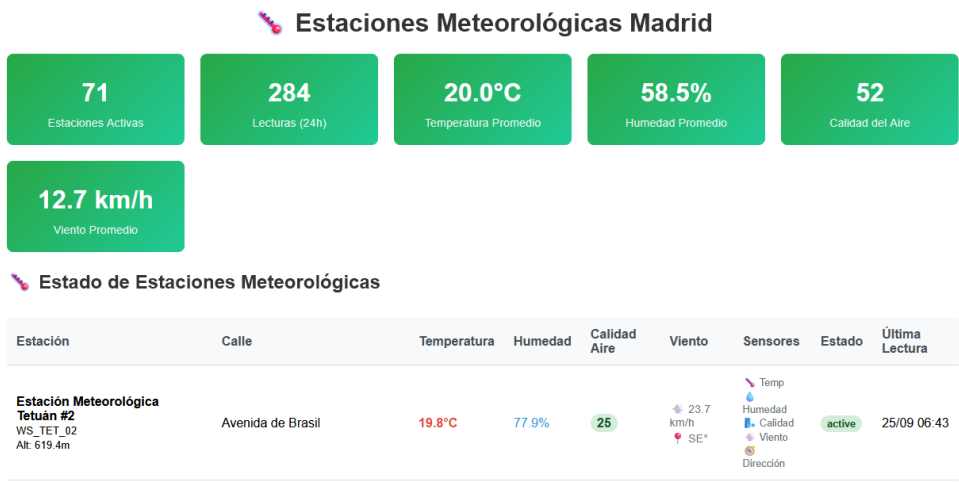 Estaciones Meteorológicas Madrid
71
Estaciones Activas
284
Lecturas (24h)
20.0°C
Temperatura Promedio
58.5%
Humedad Promedio
52
Calidad del Aire
12.7 km/h
Viento Promedio
Estado de Estaciones Meteorológicas
Estación
Calle
Temperatura
Humedad
Calidad
Aire
Viento
Sensores
Estado
Última
Lectura
Estación Meteorológica
Tetuán #2
WS_TET_02
Alt: 619.4m
Avenida de Brasil
19.8°C
77.9%
25
23.7
km/h
SE°
Temp
Humedad
Calidad
Viento
Dirección
active
25/09 06:43